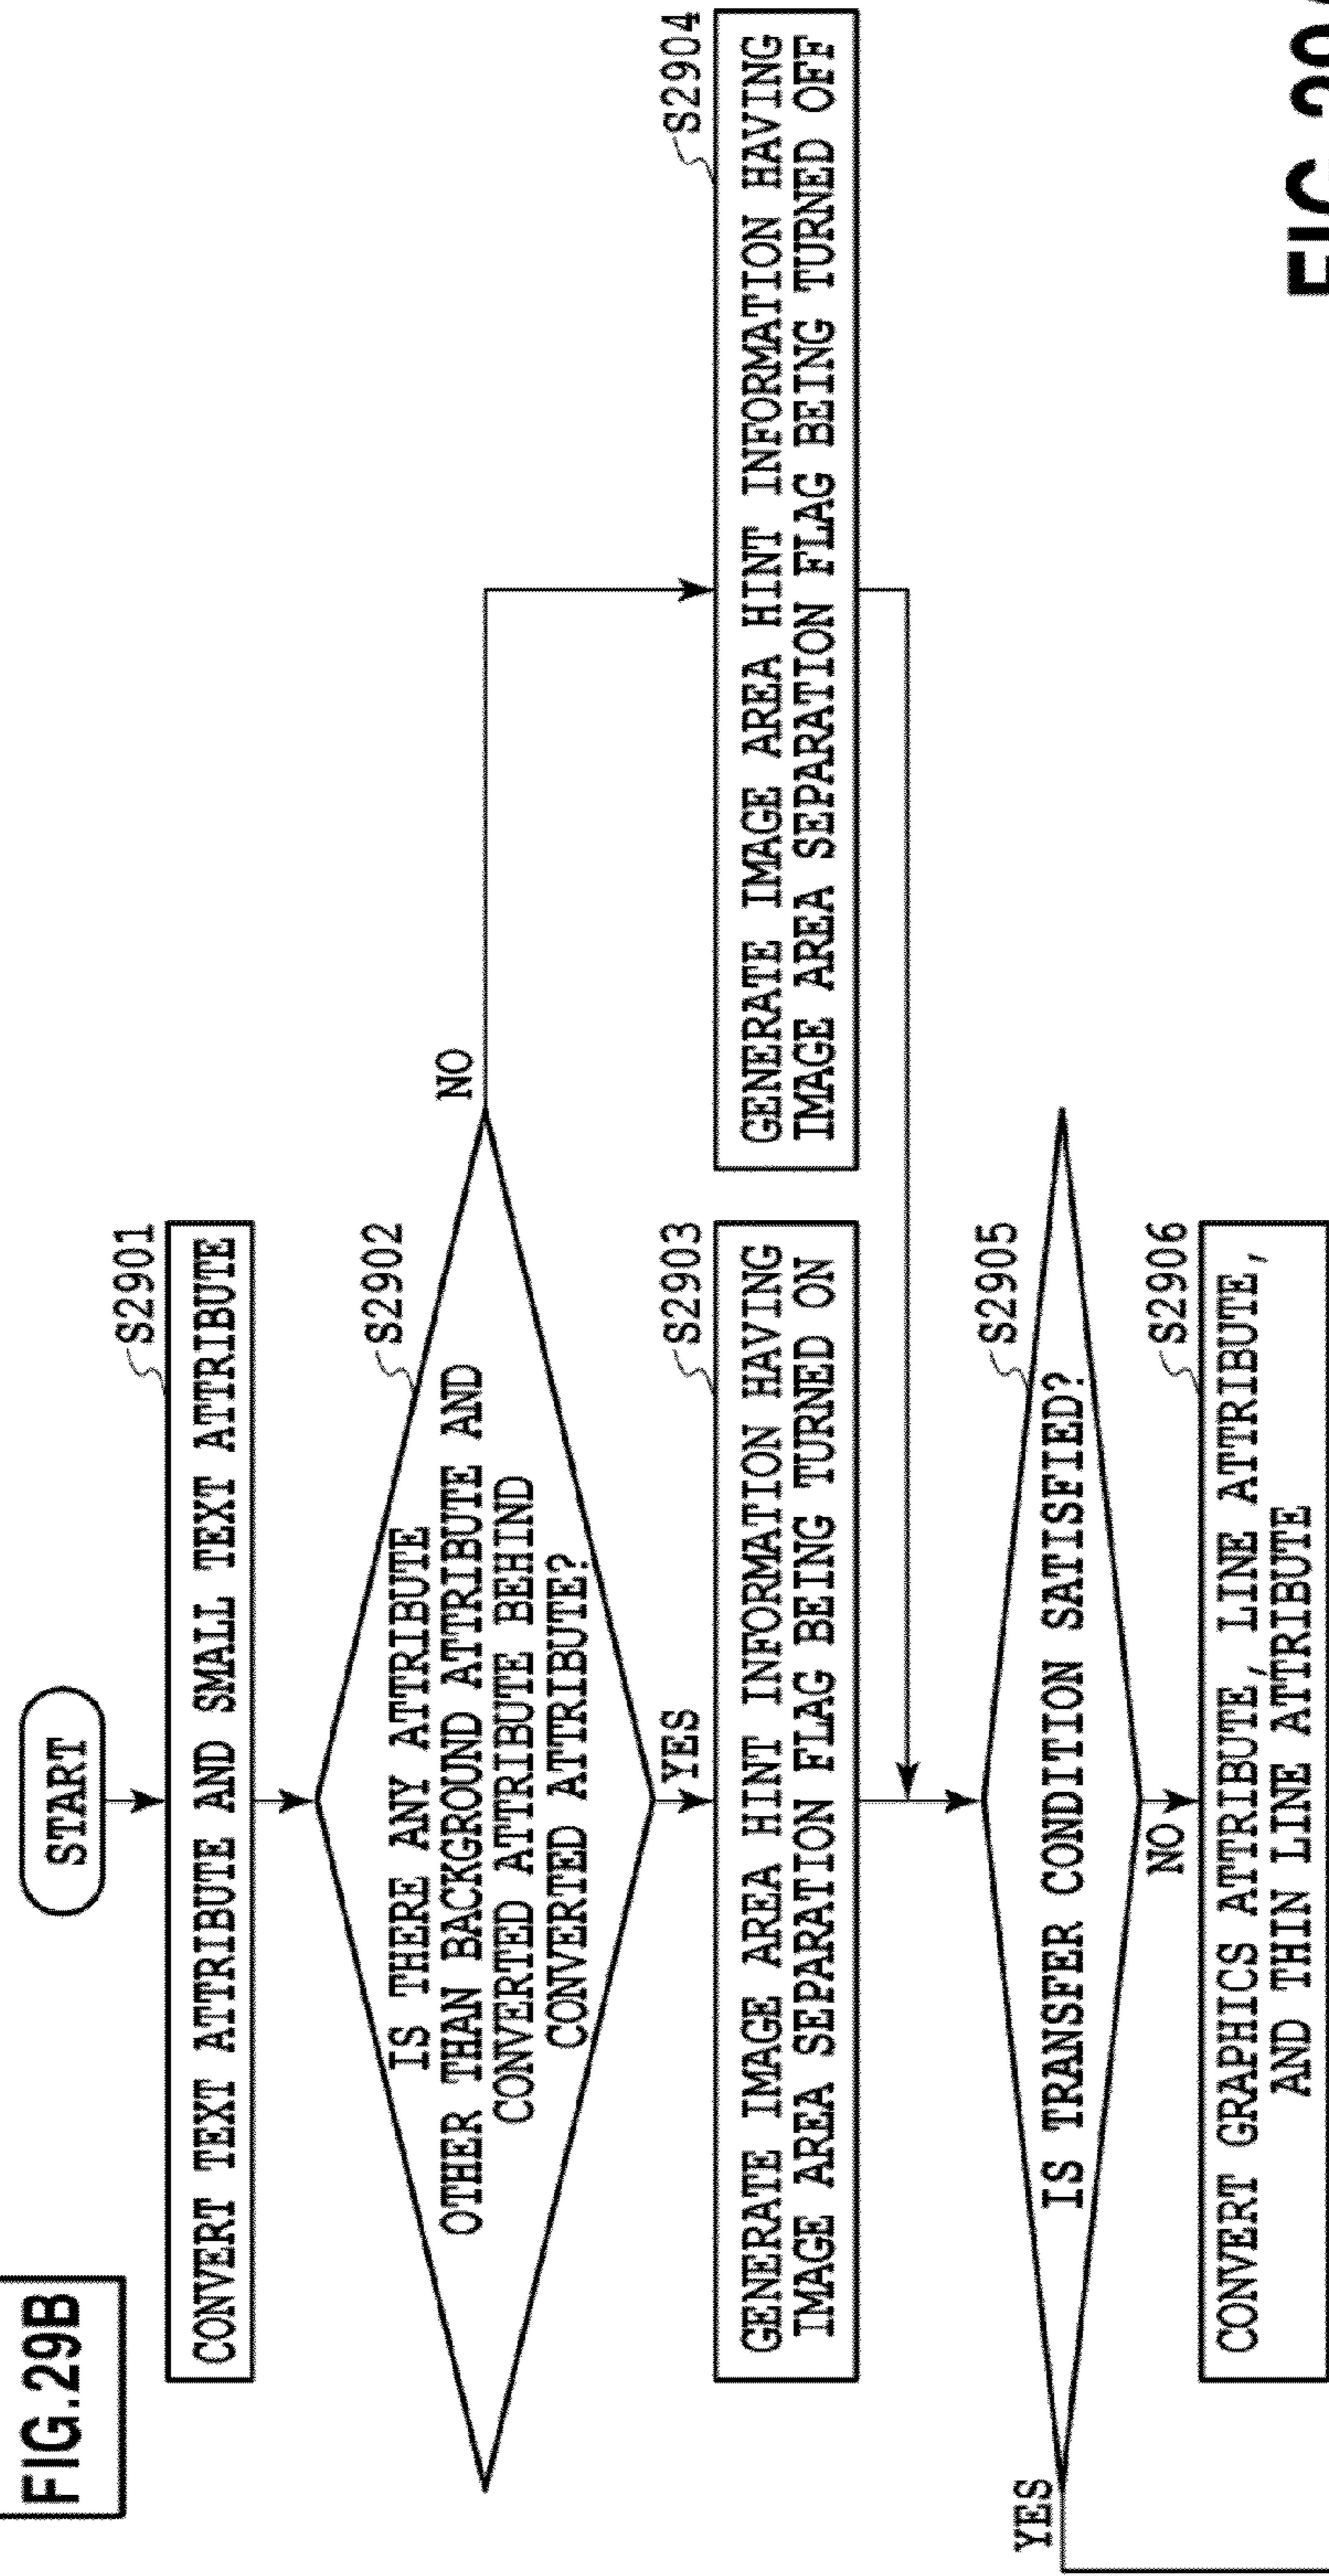 FIG.29B
START
S2901
CONVERT TEXT ATTRIBUTE AND SMALL TEXT ATTRIBUTE
S2902
IS THERE ANY ATTRIBUTE
OTHER THAN BACKGROUND ATTRIBUTE AND
CONVERTED ATTRIBUTE BEHIND
CONVERTED ATTRIBUTE?
NO
YES
S2903
GENERATE IMAGE AREA HINT INFORMATION HAVING
IMAGE AREA SEPARATION FLAG BEING TURNED ON
S2904
GENERATE IMAGE AREA HINT INFORMATION HAVING
IMAGE AREA SEPARATION FLAG BEING TURNED OFF
S2905
IS TRANSFER CONDITION SATISFIED?
YES
NO
S2906
CONVERT GRAPHICS ATTRIBUTE, LINE ATTRIBUTE,
AND THIN LINE ATTRIBUTE